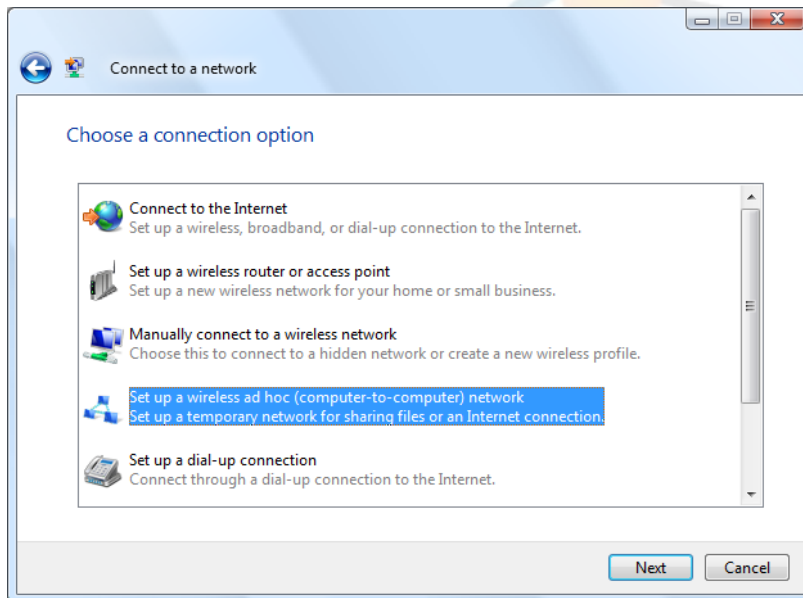 Connect to a network
Choose a connection option
Connect to the Internet
Set up a wireless, broadband, or dial-up connection to the Internet.
Set up a wireless router or access point
Set up a new wireless network for your home or small business.
Manually connect to a wireless network
Choose this to connect to a hidden network or create a new wireless profile.
Set up a wireless ad hoc (computer-to-computer) network
Set up a temporary network for sharing files or an Internet connection.
Set up a dial-up connection
Connect through a dial-up connection to the Internet.
Next
Cancel